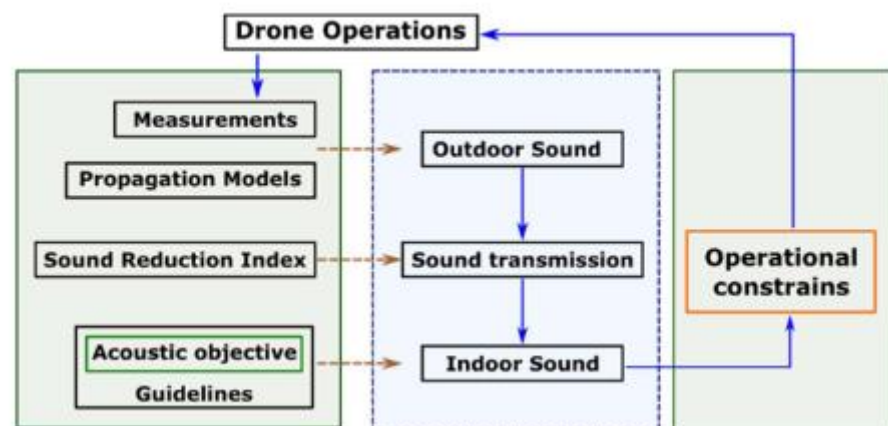 Drone Operations
Measurements
Propagation Models
Outdoor Sound
Sound Reduction Index
Sound transmission
Operational
constrains
Acoustic objective
Guidelines
Indoor Sound